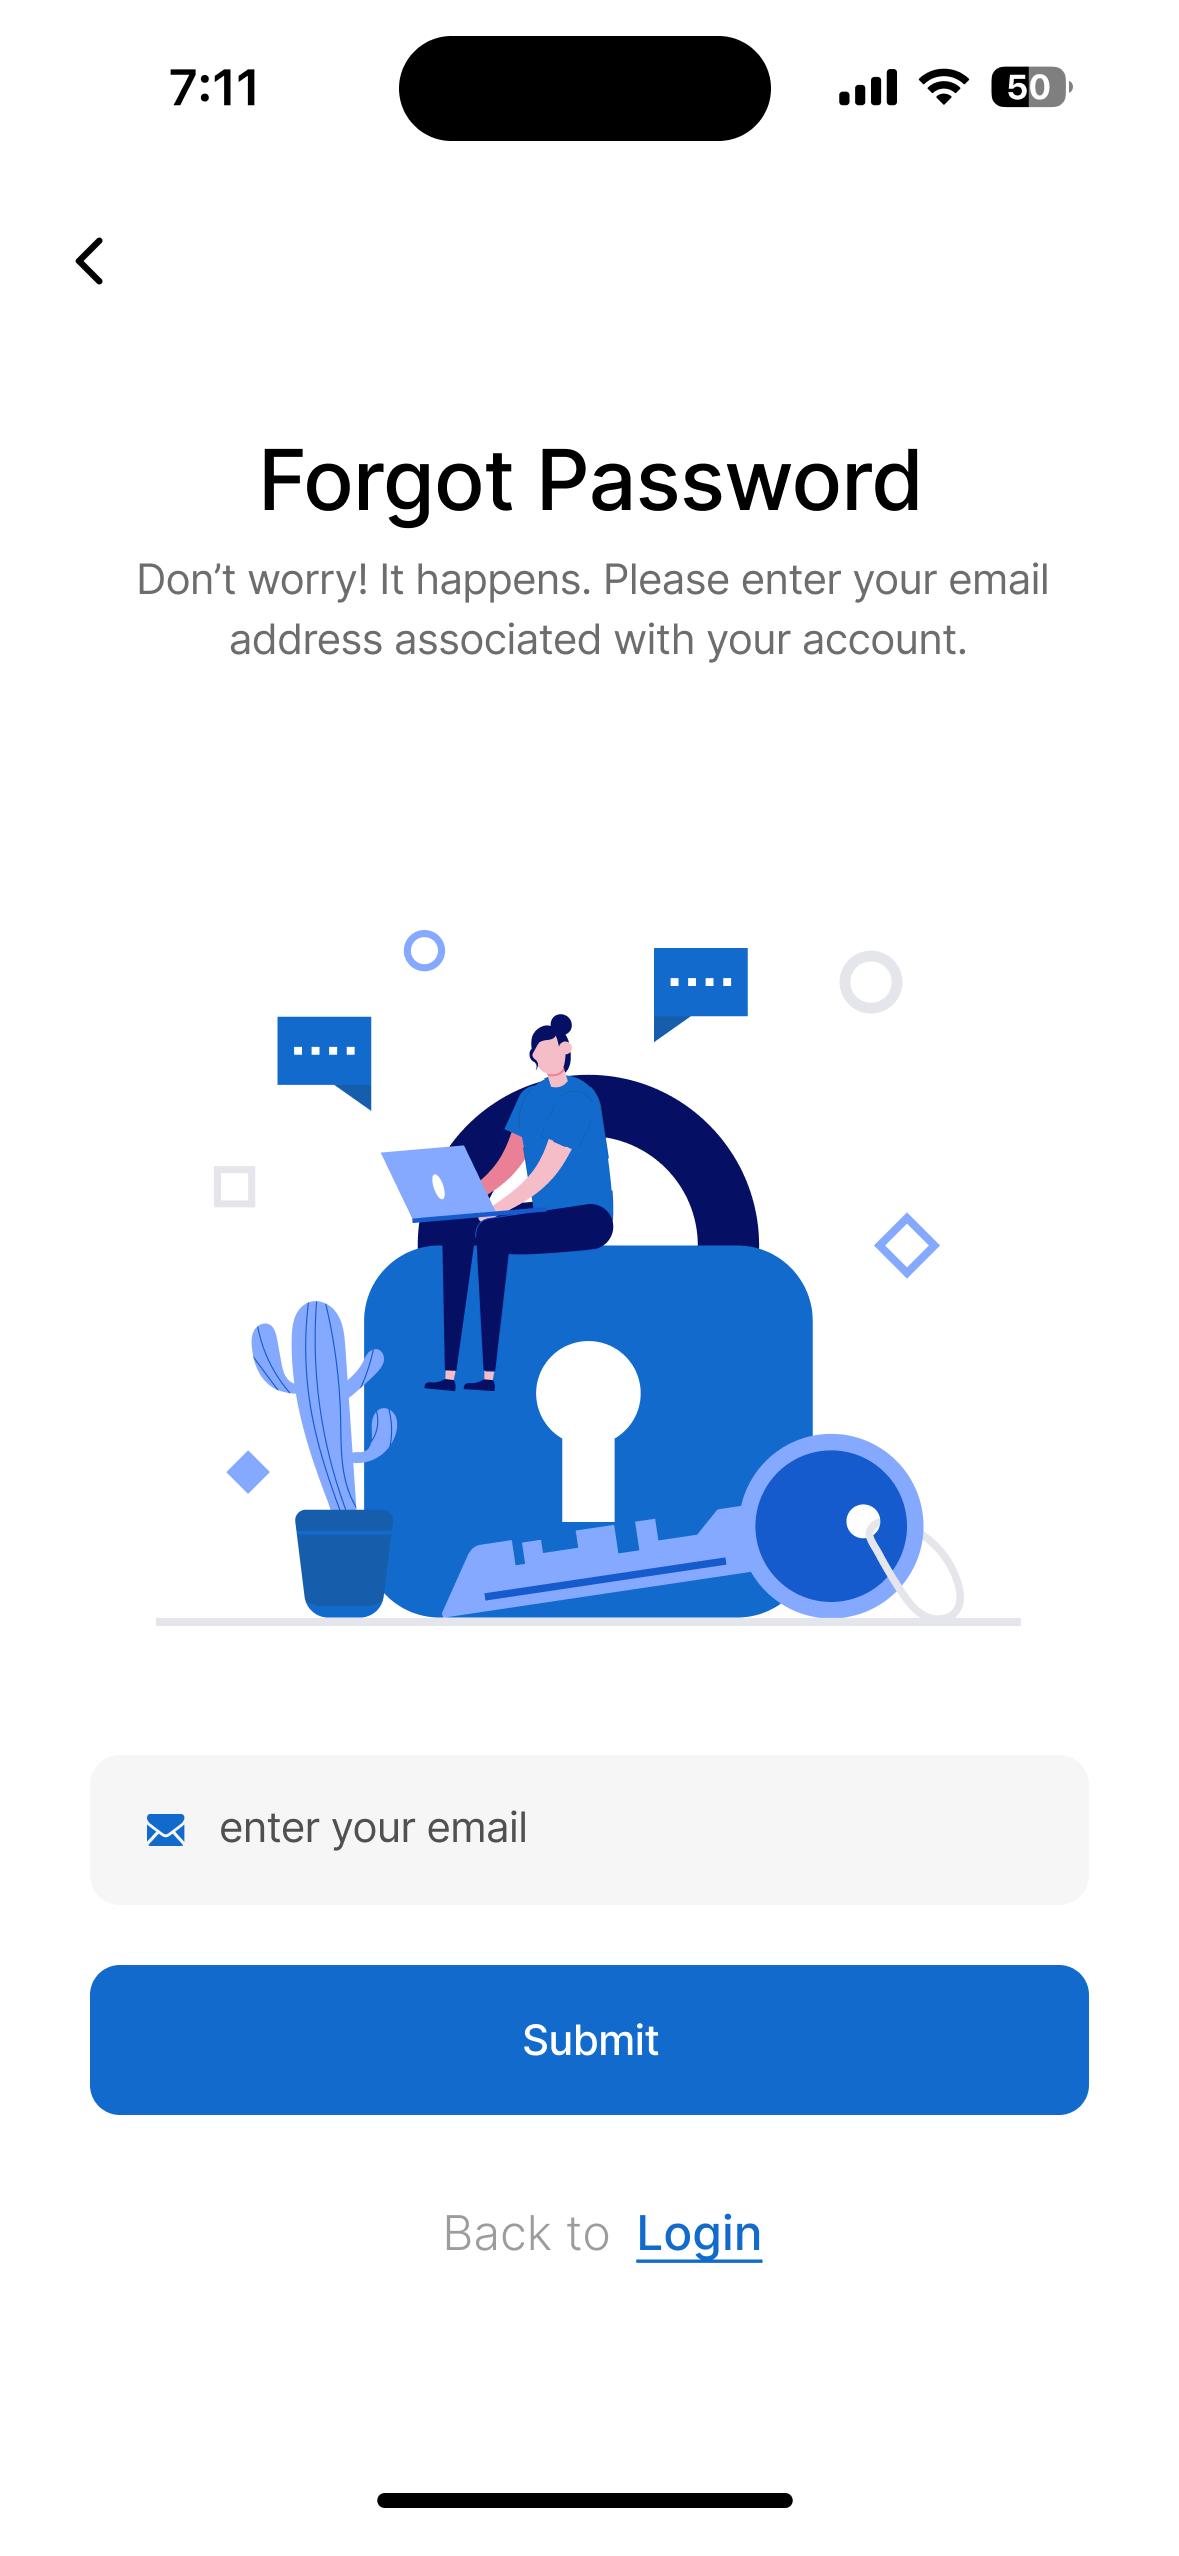 7:11
50
Forgot Password
Don’t worry! It happens. Please enter your email
address associated with your account.
enter your email
Submit
Back to Login